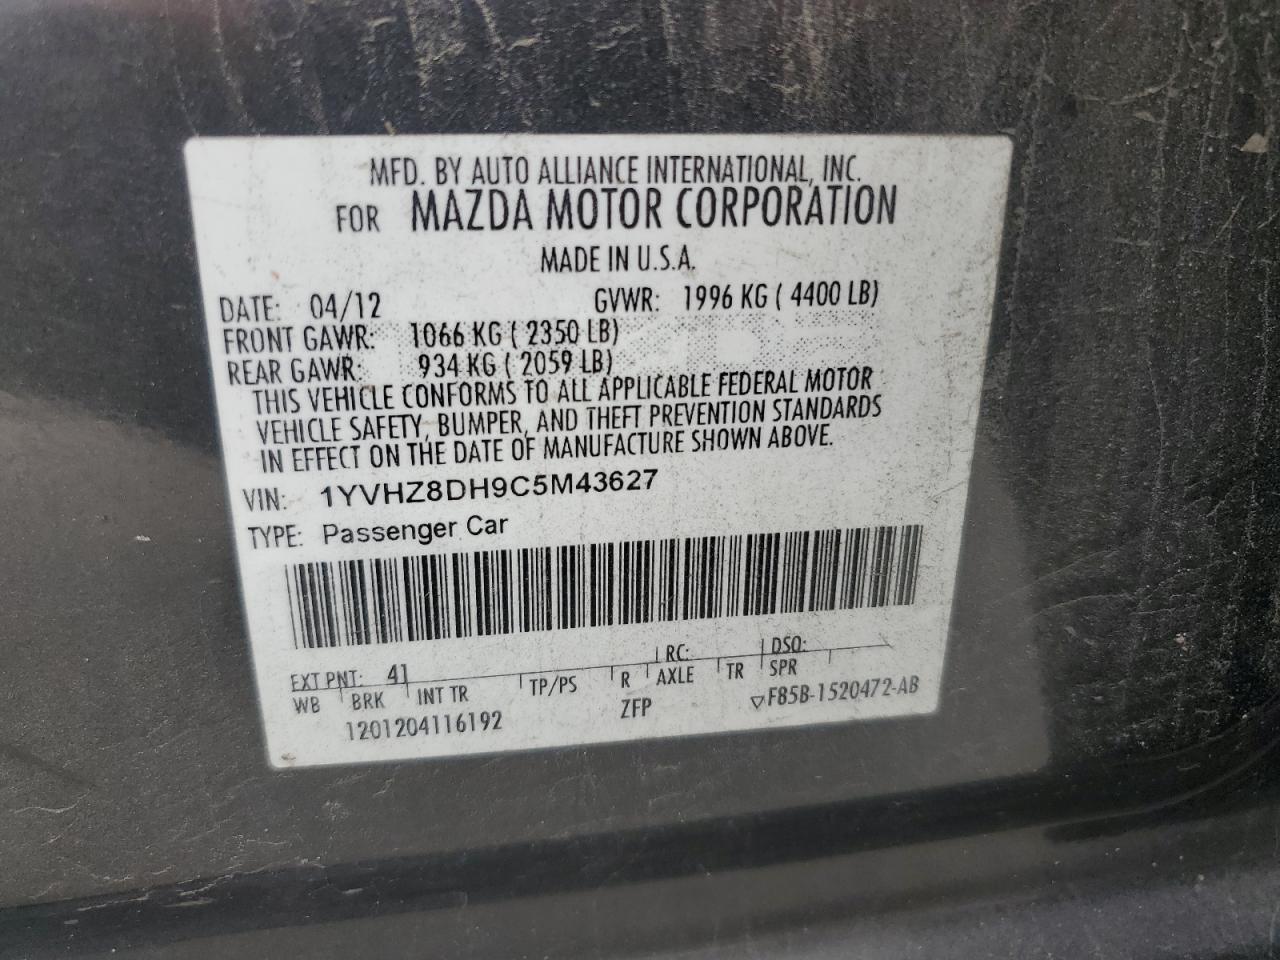 MFD. BY AUTO ALLIANCE INTERNATIONAL, INC.
FOR MAZDA MOTOR CORPORATION
MADE IN U.S.A.
DATE: 04/12 GVWR: 1996 KG ( 4400 LB)
FRONT GAWR: 1066 KG ( 2350 LB)
REAR GAWR: 934 KG ( 2059 LB)
THIS VEHICLE CONFORMS TO ALL APPLICABLE FEDERAL MOTOR
VEHICLE SAFETY, BUMPER, AND THEFT PREVENTION STANDARDS
IN EFFECT ON THE DATE OF MANUFACTURE SHOWN ABOVE.
VIN: 1YVHZ8DH9C5M43627
TYPE: Passenger Car
EXT PNT: 41 RC: DSO:
WB BRK INT TR TP/PS R AXLE TR SPR
1201204116192 ZFP ▽F85B-1520472-AB